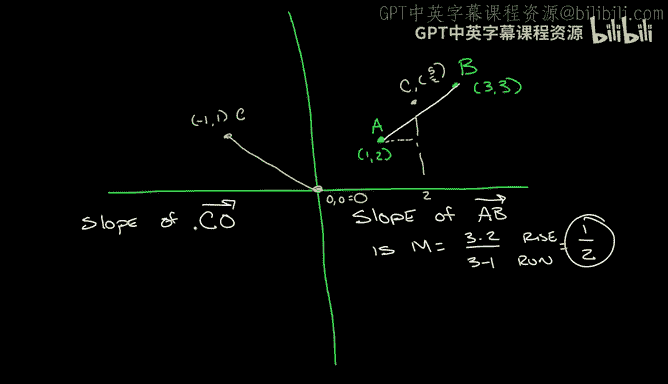 GPT中英字幕课程资源@bilibili.com
GPT中英字幕课程资源 bilibili
B
(3,3)
A
(1,2)
(-1,1) C
0,0=O
2
SLOPE of CO
SLOPE of AB
is M= 3-2 RISE = 1
3-1 RUN 2